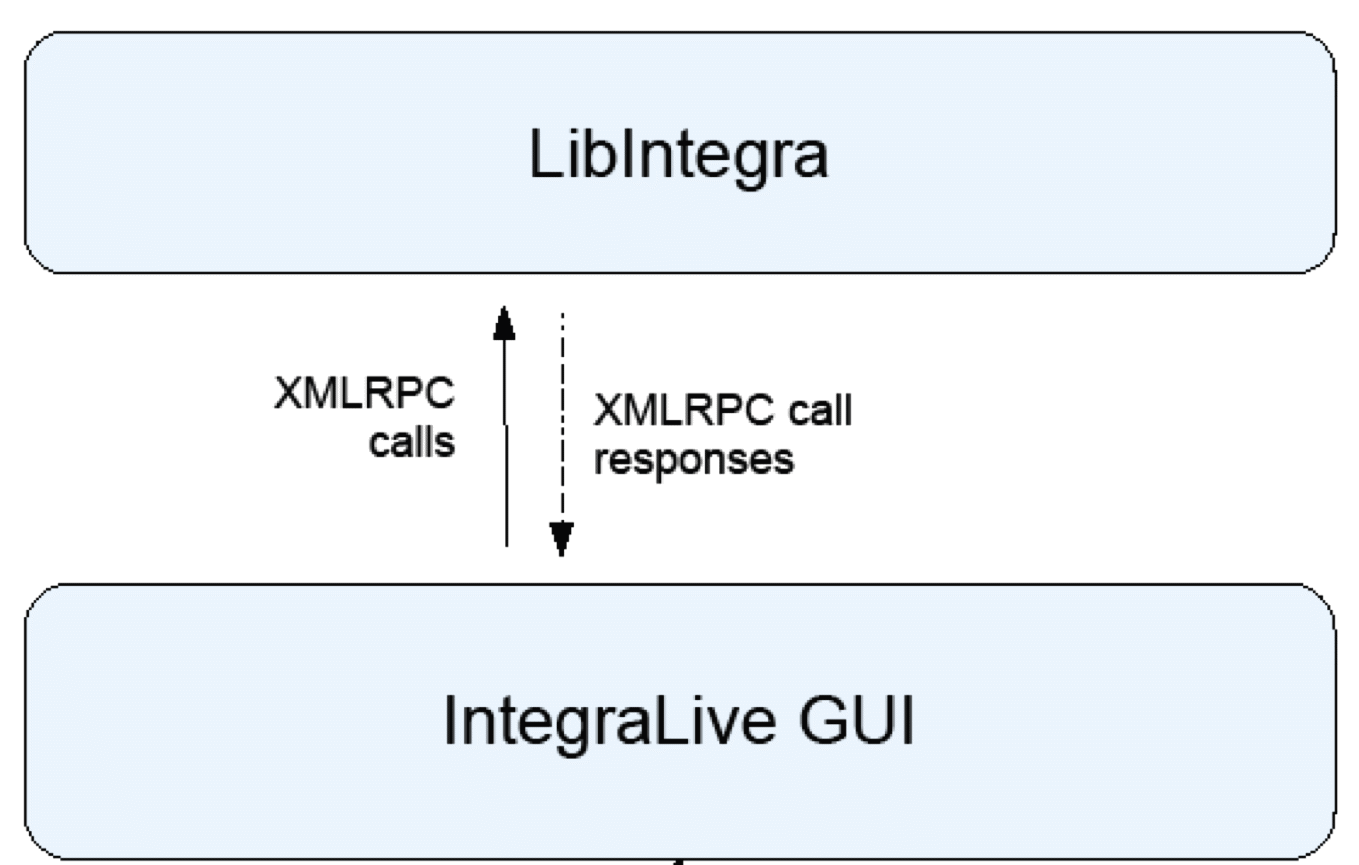 LibIntegra
XMLRPC
calls
XMLRPC call
responses
IntegraLive GUI